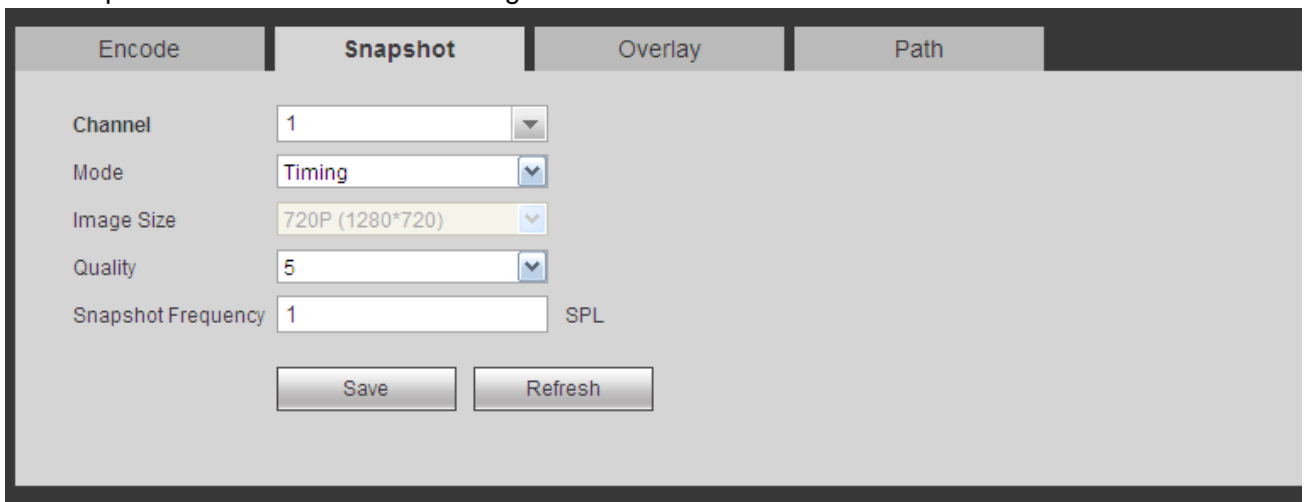 Encode Snapshot Overlay Path
Channel 1
Mode Timing
Image Size 720P (1280*720)
Quality 5
Snapshot Frequency 1 SPL
Save Refresh